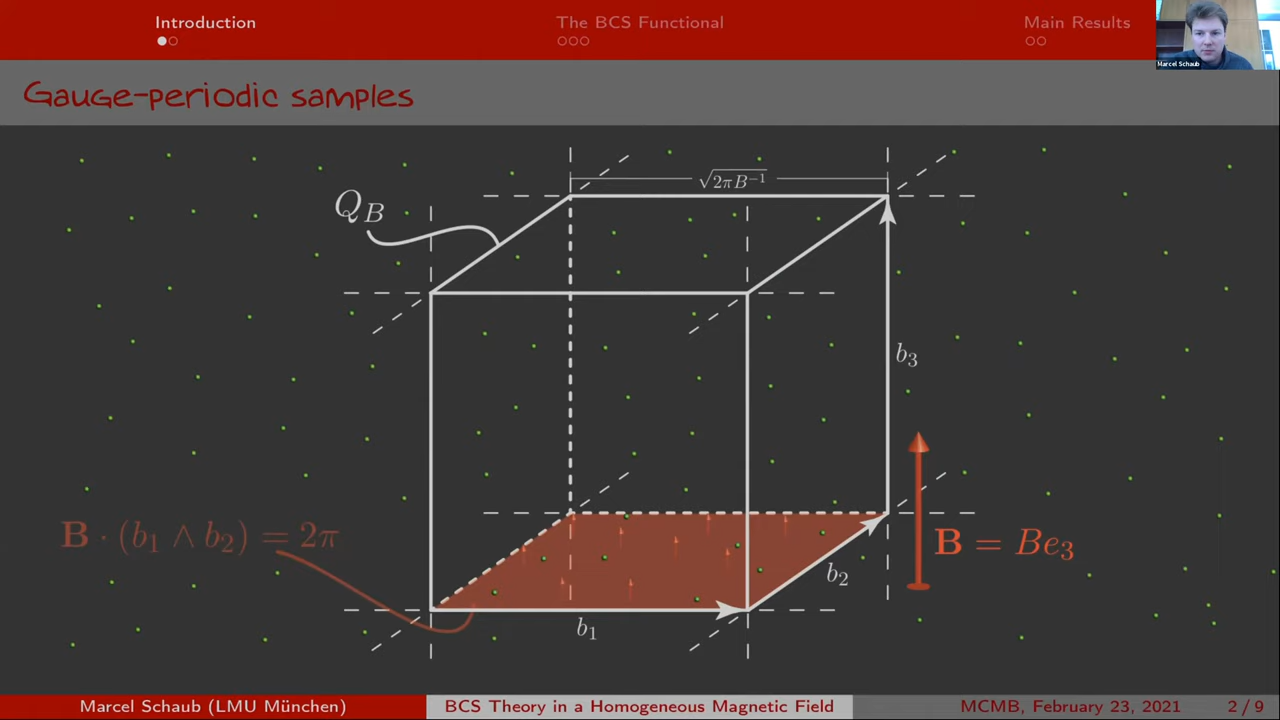 Introduction
The BCS Functional
Main Results
Marcel Schaub
Gauge-periodic samples
√2πB⁻¹
Q_B
b₃
B · (b₁ ∧ b₂) = 2π
B = Be₃
b₂
b₁
Marcel Schaub (LMU München)
BCS Theory in a Homogeneous Magnetic Field
MCMB, February 23, 2021
2 / 9